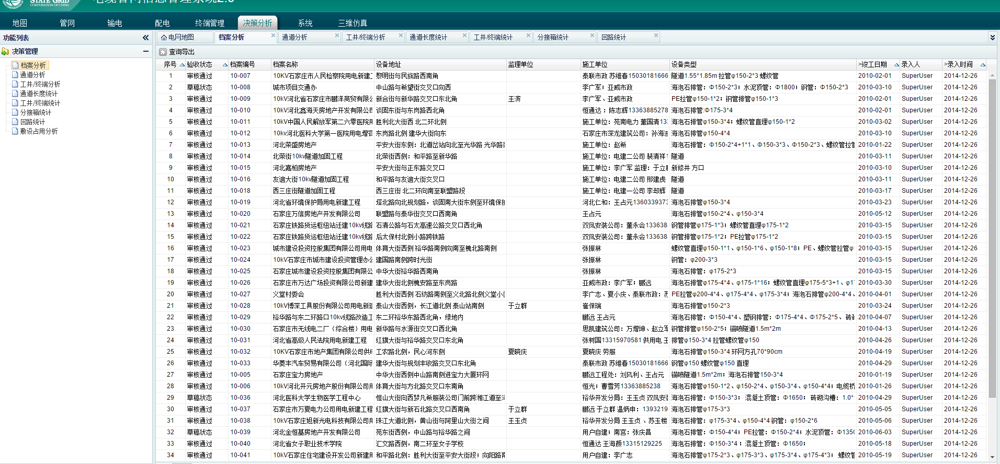 STATE GRID
CORPORATION OF CHINA
地图 管网 输电 配电 终端管理 决策分析 系统 三维仿真
功能列表
决策管理
档案分析
通道分析
工井/终端分析
通道长度统计
工井/终端统计
分接箱统计
回路统计
敷设占用分析
电网地图 档案分析 通道分析 工井/终端分析 通道长度统计 工井/终端统计 分接箱统计 回路统计
查询导出
序号 验收状态 档案编号 档案名称 设备地址 监理单位 施工单位 设备类型 >竣工日期 录入人 >录入时间
1 审核通过 10-007 10KV石家庄市人民检察院用电新建 黎明街与民族路西南角 泰联市政 苏维春15030181666 隧道1.55*1.85m 拉管φ150-2*3 螺纹管 2010-02-01 SuperUser 2014-12-26
2 草稿状态 10-008 城市项目交通办 中山路与希望街交叉口向西 李广军；亚威市政 海泡石排管：Φ150-2*3；水泥顶管：Φ1800；钢管：Φ150-2*3 2010-03-10 SuperUser 2014-12-26
3 审核通过 10-009 10kV河北省石家庄市鹏洋商贸有限公 新合街与新华路交叉口东北角 王滨 李广军、亚威市政 PE拉管φ150-1*2；钢管排管φ150-1*3 2010-02-01 SuperUser 2014-12-26
4 审核通过 10-010 10kV河北鑫海天房地产开发有限公司 谈固东街与东岗路西北角 恒通达：陈志辉13363885278 海泡石排管:Φ175-3*4 2010-02-01 SuperUser 2014-12-26
5 审核通过 10-011 10kV中国人民解放军第二六零医院用 胜利北大街西 北二环北侧 施工单位：苑南电力 董国清13 海泡石排管φ150-3*4；螺纹管直埋φ150-1*2 2010-03-02 SuperUser 2014-12-26
6 审核通过 10-012 10kv河北医科大学第一医院用电增容 东岗路北侧 建华大街向东 石家庄市深龙建筑公司：孙海 海泡石排管φ150-4*4 2010-03-10 SuperUser 2014-12-26
7 审核通过 10-013 河北荣盛房地产 平安大街东侧：北道岔站向北至光华路 光华路 施工单位：赵希 海泡石排管：Φ150-2*4+1*1、Φ150-3*3、Φ150-2*3、螺纹管拉管 2010-01-22 SuperUser 2014-12-26
8 审核通过 10-014 北荣街10kv隧道加固工程 北荣街西侧：和平路至新华路 施工单位：电建二公司 裴清祥1 隧道 2010-03-11 SuperUser 2014-12-26
9 审核通过 10-015 河北嘉柏房地产 平安大街与正东路交叉口 施工单位：李广军 监理：于立群 新修井 方口 2010-03-10 SuperUser 2014-12-26
10 审核通过 10-016 友谊大街10kv隧道加固工程 和平路与友谊大街交叉口 施工单位：电建二公司 邢建虎 隧道 2010-03-11 SuperUser 2014-12-26
11 审核通过 10-018 西三庄街隧道加固工程 西三庄街 北二环向南至联盟路段 施工单位：电建一公司 李却辉 隧道 2010-03-17 SuperUser 2014-12-26
12 审核通过 10-019 河北省环境保护局用电新建工程 塔北路向北规划路，谈固南大街东侧至环境保护 河北仁和：王占元1360339373 海泡石排管φ150-3*4 2010-03-23 SuperUser 2014-12-26
13 审核通过 10-020 石家庄万信房地产开发有限公司 联盟路与泰华街交叉口西南角 王占元 海泡石排管φ150-2*4、φ150-3*4 2010-05-12 SuperUser 2014-12-26
14 审核通过 10-021 石家庄铁路货运枢纽站迁建10kv线路 石清公路与石太高速公路交叉口西北角 双凤安装公司：董永会133638 钢管排管φ175-1*3；螺纹管直埋φ175-1*2 2010-03-15 SuperUser 2014-12-26
15 审核通过 10-022 石家庄铁路货运枢纽站迁建10kv线路 后太保村北侧小路跨铁路 双凤安装公司：董永会133638 钢管排管φ175-1*2；PE拉管φ175-1*2 2010-03-15 SuperUser 2014-12-26
16 审核通过 10-023 城市建设投资控股集团有限公司用电 体育大街西侧 裕华路南侧向南至槐北路南侧 张振林 螺纹管直埋φ150-1*1、φ150-1*6、φ150-1*8；PE、螺纹管拉管φ 2010-03-15 SuperUser 2014-12-26
17 审核通过 10-024 10kV石家庄市城市建设投资管理办公 建国路南侧跨时光街 张振林 钢管：φ200-3*3 2010-03-15 SuperUser 2014-12-26
18 审核通过 10-025 石家庄城市建设投资控股集团有限公 中华大街裕华路西南角 张振林 海泡石排管：φ175-2*3 2010-03-15 SuperUser 2014-12-26
19 审核通过 10-026 石家庄市万达广场投资有限公司新建 建华大街北侧槐安路至东岗路 亚威市政：李广军；鹏远 海泡石排管φ175-4*4、φ175-1*16；螺纹管直埋φ175-5*3+1、φ1 2010-03-30 SuperUser 2014-12-26
20 审核通过 10-027 义堂村委会 胜利大街西侧 石纺路南侧至义北路北侧义堂小 李广志、夏小庆、泰联市政：苏 PE拉管φ200-4*4、φ175-4*4、φ175-3*4；海泡石排管φ200-4*4、 2010-04-01 SuperUser 2014-12-26
21 审核通过 10-028 10kV博深工具股份有限公司用电新建 泰山大街西侧，长江道北侧 泰山站南侧 于立群 崔保瑞 海泡石排管φ150-2*3 2010-03-24 SuperUser 2014-12-26
22 审核通过 10-029 裕华路与东二环路口10kv线路改造工 东二环裕华东路西北角，绿地内 鹏远 王占元 海泡石排管：Φ150-4*4、塑钢排管：Φ175-4*4、Φ175-2*5、砖砌 2010-04-07 SuperUser 2014-12-26
23 审核通过 10-030 石家庄市无线电二厂（综合楼）用电 新华路与水源街交叉口西北角 思凯建筑公司：万增坤、赵立军 钢管排管φ150-2*5；锚喷隧道1.5m*2m 2010-04-13 SuperUser 2014-12-26
24 审核通过 10-031 河北省高级人民法院用电新建工程 红旗大街与裕华路交叉口东北角 张树国13315970581 供用电 王 排管φ150-3*4 拉管螺纹管φ150 2010-04-26 SuperUser 2014-12-26
25 审核通过 10-032 10KV石家庄市地产集团有限公司供电 工农路北侧，民心河东侧 夏晓庆 夏晓庆 劳服 海泡石排管φ150-3*4 环网方孔70*90cm 2010-04-19 SuperUser 2014-12-26
26 审核通过 10-033 华菱丰汽车贸易有限公司（河北国际 建华大街与规划丰收路交叉口东北角 泰联市政 苏维春15030181666 钢管φ150 螺纹管φ150 直埋 2010-04-29 SuperUser 2014-12-26
27 审核通过 10-005 石家庄宝力房地产 中华大街西侧中山路南侧进宝力大厦环网 鹏远工程处：刘风利、王占元 锚喷隧道1.5m*2m；海泡石排管150-3*4 2010-01-19 SuperUser 2014-12-26
28 审核通过 10-006 10kV河北开元房地产股份有限公司用 体育大街与方北路交叉口东南角 恒光；曹雪芳13363885238 海泡石排管φ150-1*2、φ150-2*4、φ150-3*4、φ150-4*4；电缆桥 2010-01-26 SuperUser 2014-12-26
29 草稿状态 10-036 河北医科大学生物医学工程中心 恒山大街向西梦凡希服装公司门前跨湘江道至 裕华开发分局：王玉贞 双凤安装 海泡石排管：Φ150-3*3；混凝土顶管：Φ1650；砖砌沟槽：1.0* 2010-04-29 SuperUser 2014-12-26
30 审核通过 10-037 石家庄市万夏电力公司用电新建工程 红旗大街与新石北路交叉口西南角 于立群 鹏远 于立群 温炳申：1393219 海泡石排管φ175-3*3 2010-05-05 SuperUser 2014-12-26
31 审核通过 10-038 10kV石家庄旭新光电科技有限公司用 珠江大道北侧，黄山街与阿里山大街之间 王玉贞 裕华开发分局 王玉贞 、苏玉楼 海泡石排管：φ175-3*4、φ150-4*4 钢管：φ150-2*6 2010-05-06 SuperUser 2014-12-26
32 草稿状态 10-039 河北金恒基房地产开发有限公司 苑东街西侧，中山路与裕华路之间 用户自建；南宫：张庆昌 海泡石排管：Φ150-4*4；PE拉管：Φ150-2*4；水泥顶管：Φ1350 2010-06-03 SuperUser 2014-12-26
33 审核通过 10-040 河北省女子职业技术学院 汇文路西侧，南二环至女子学校 恒通达 王海颜13315129225 海泡石排管：Φ150-3*4；混凝土顶管：Φ1650； 2010-05-18 SuperUser 2014-12-26
34 审核通过 10-041 10kV石家庄住宅建设开发公司新建用 和平路北侧：胜利大街至平安大街段；向阳路 用户自建：李广志 海泡石排管φ175-2*3、φ175-3*3、φ175-3*4、φ175-4*3；螺纹管 2010-05-19 SuperUser 2014-12-26